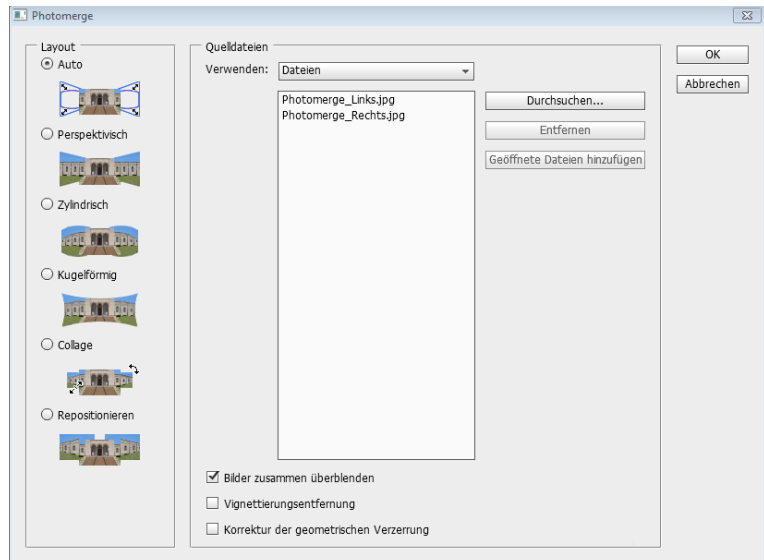 Photomerge
Layout
Auto
Perspektivisch
Zylindrisch
Kugelförmig
Collage
Repositionieren
Quelldateien
Verwenden: Dateien
Photomerge_Links.jpg
Photomerge_Rechts.jpg
Durchsuchen...
Entfernen
Geöffnete Dateien hinzufügen
Bilder zusammen überblenden
Vignettierungsentfernung
Korrektur der geometrischen Verzerrung
OK
Abbrechen